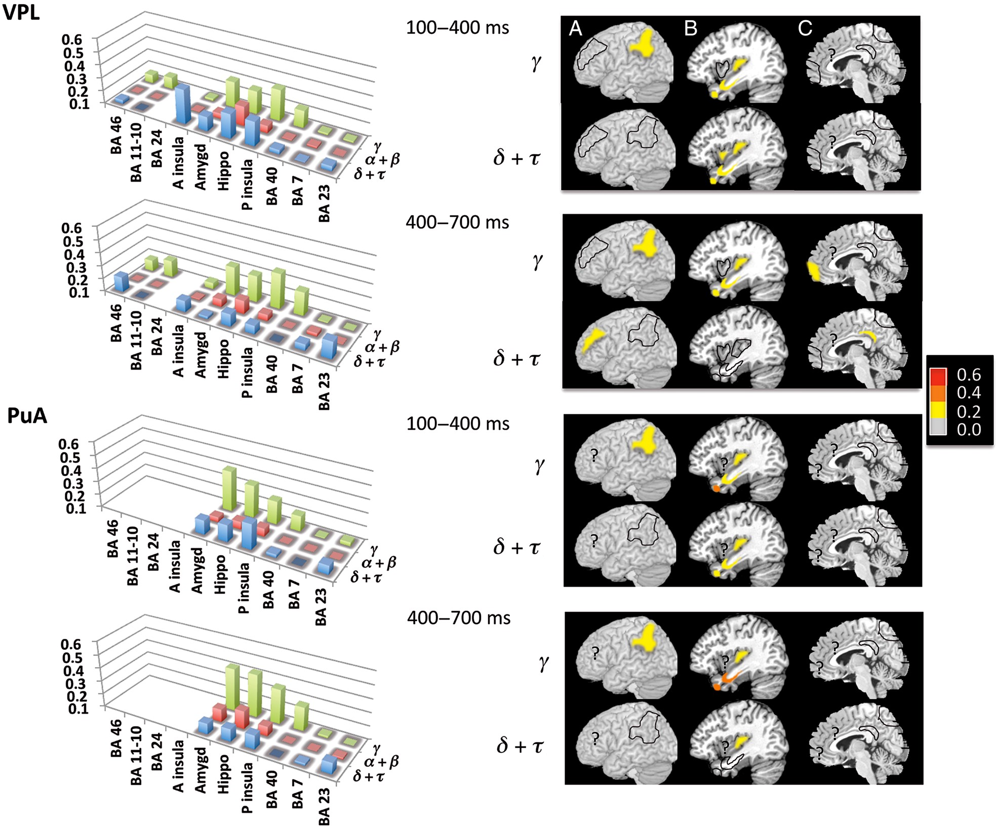 VPL
100–400 ms
0.6
0.5
0.4
0.3
0.2
0.1
BA 46
BA 11-10
BA 24
A insula
Amygd
Hippo
P insula
BA 40
BA 7
BA 23
γ
α + β
δ + τ
A B C
γ
? 
δ + τ
?
400–700 ms
0.6
0.5
0.4
0.3
0.2
0.1
BA 46
BA 11-10
BA 24
A insula
Amygd
Hippo
P insula
BA 40
BA 7
BA 23
γ
α + β
δ + τ
γ
?
δ + τ
?
0.6
0.4
0.2
0.0
PuA
100–400 ms
0.6
0.5
0.4
0.3
0.2
0.1
BA 46
BA 11-10
BA 24
A insula
Amygd
Hippo
P insula
BA 40
BA 7
BA 23
γ
α + β
δ + τ
γ
? ? ? ?
δ + τ
? ? ? ?
400–700 ms
0.6
0.5
0.4
0.3
0.2
0.1
BA 46
BA 11-10
BA 24
A insula
Amygd
Hippo
P insula
BA 40
BA 7
BA 23
γ
α + β
δ + τ
γ
? ? ? ?
δ + τ
? ? ? ?